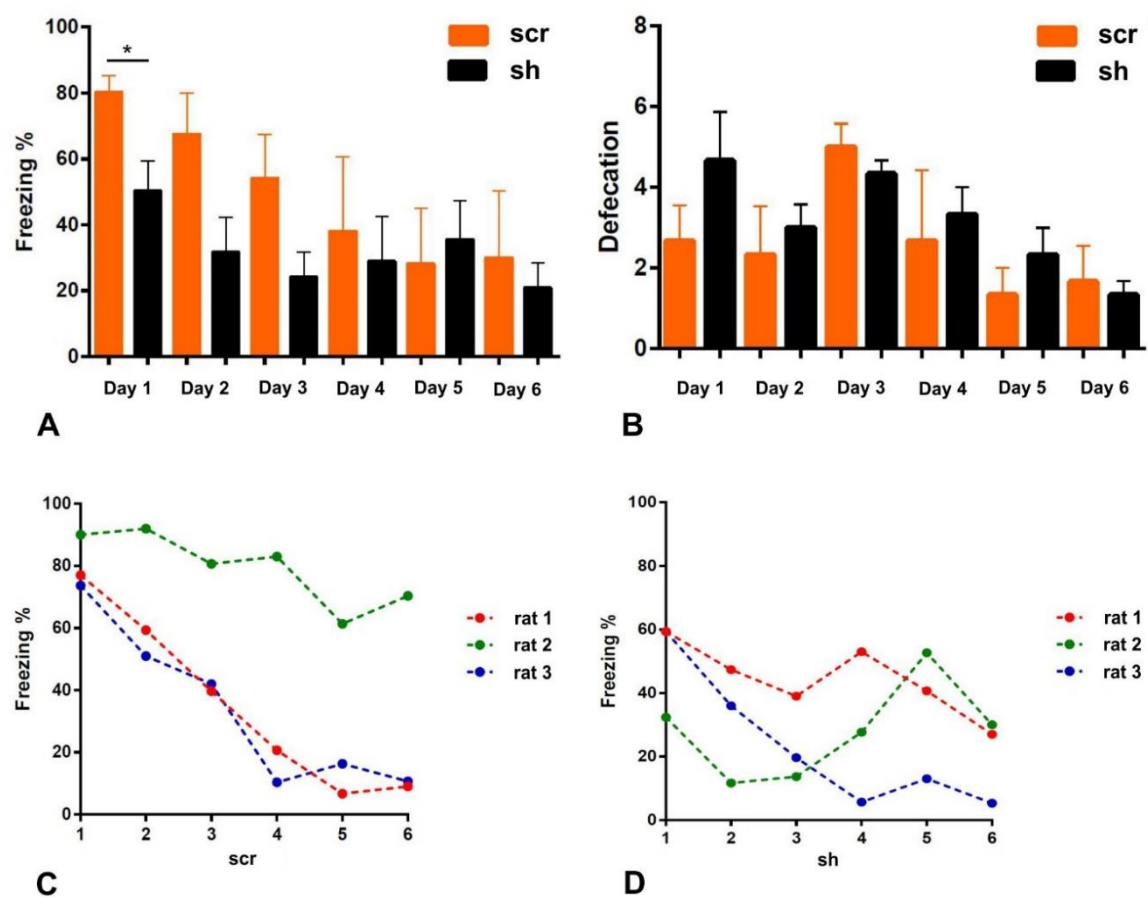 100
80
60
40
20
0
Freezing %
*
scr
sh
Day 1 Day 2 Day 3 Day 4 Day 5 Day 6
A
8
6
4
2
0
Defecation
scr
sh
Day 1 Day 2 Day 3 Day 4 Day 5 Day 6
B
100
80
60
40
20
0
Freezing %
1 2 3 4 5 6
scr
rat 1
rat 2
rat 3
C
100
80
60
40
20
0
Freezing %
1 2 3 4 5 6
sh
rat 1
rat 2
rat 3
D